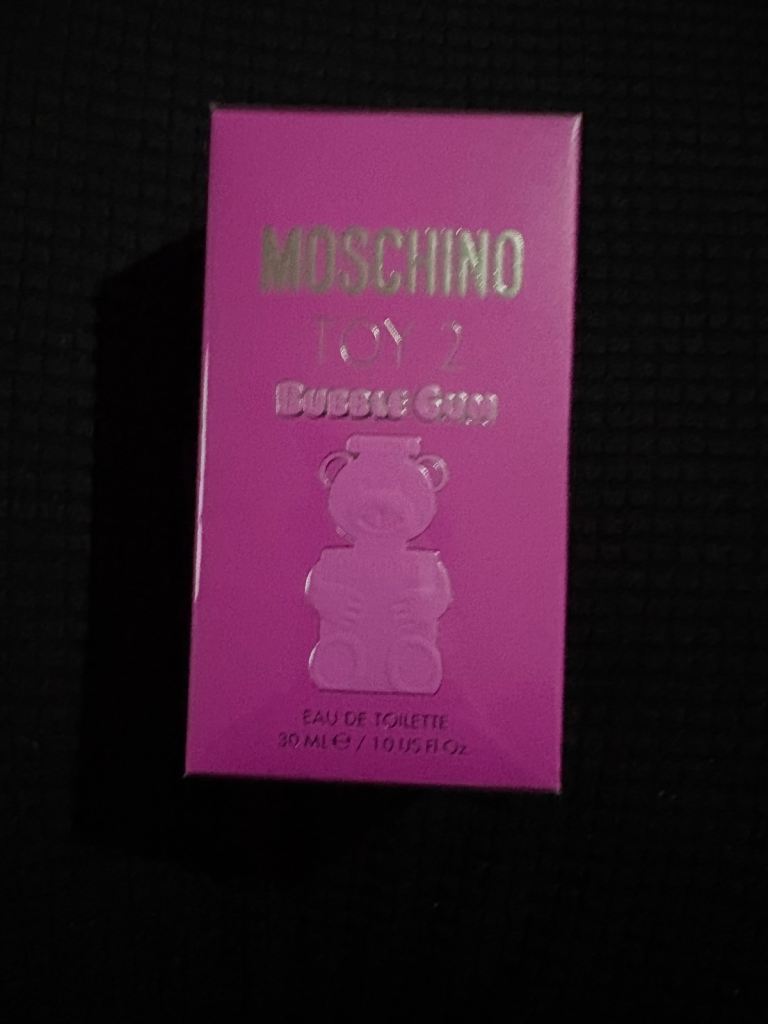 MOSCHINO
TOY 2
BUBBLE GUM
EAU DE TOILETTE
30 ML ℮ / 1.0 US Fl Oz